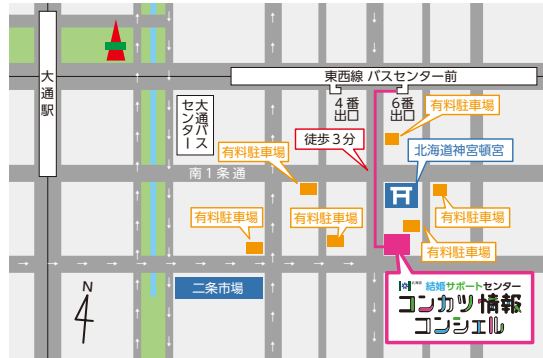 大通駅
東西線 バスセンター前
4番
出口
6番
出口
大通バス
センター
有料駐車場
徒歩3分
北海道神宮頓宮
有料駐車場
南1条通
有料駐車場
有料駐車場
有料駐車場
有料駐車場
N
二条市場
結婚サポートセンター
コンカツ情報
コンシェル